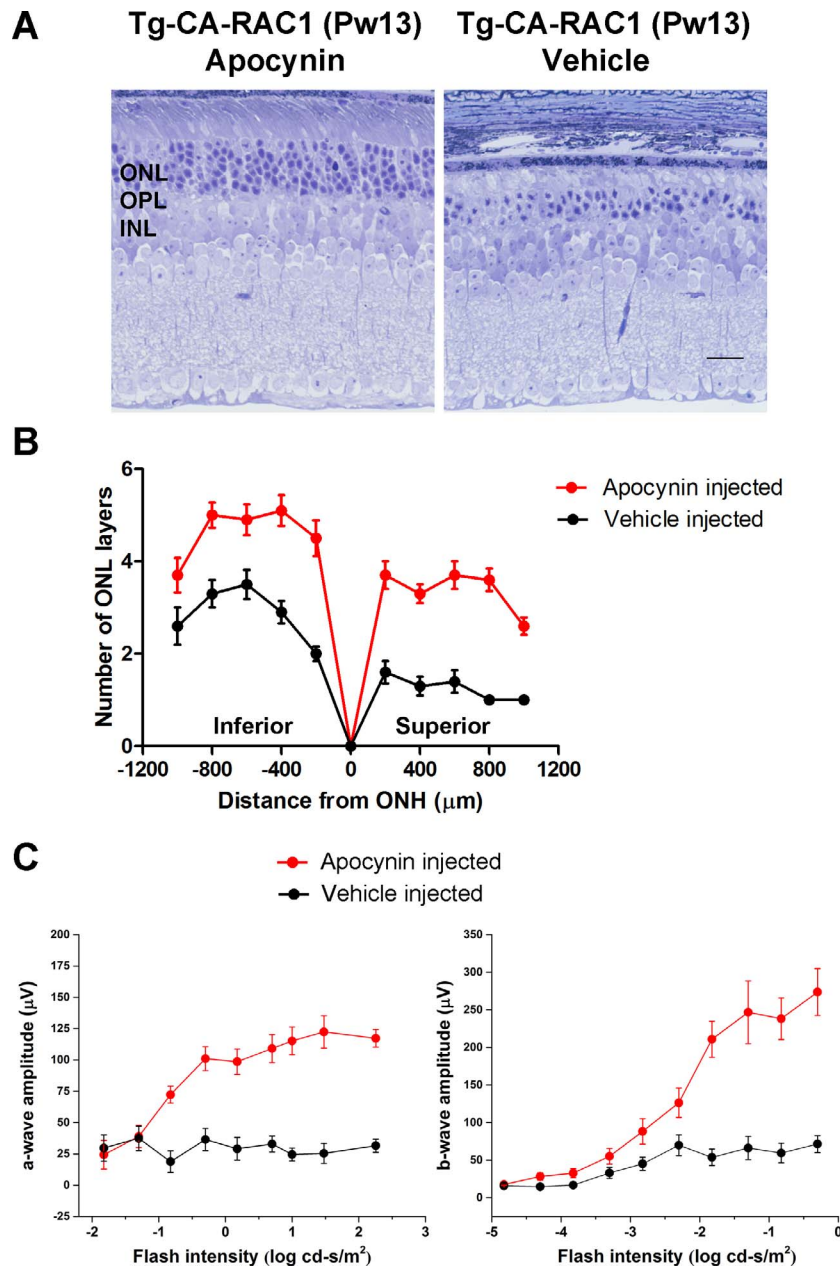 A
Tg-CA-RAC1 (Pw13)
Apocynin
Tg-CA-RAC1 (Pw13)
Vehicle
ONL
OPL
INL
B
Number of ONL layers
6
4
2
0
Inferior
Superior
-1200
-800
-400
0
400
800
1200
Distance from ONH (μm)
Apocynin injected
Vehicle injected
C
Apocynin injected
Vehicle injected
a-wave amplitude (μV)
200
175
150
125
100
75
50
25
0
-25
-2
-1
0
1
2
3
Flash intensity (log cd-s/m²)
b-wave amplitude (μV)
350
300
250
200
150
100
50
0
-5
-4
-3
-2
-1
0
Flash intensity (log cd-s/m²)